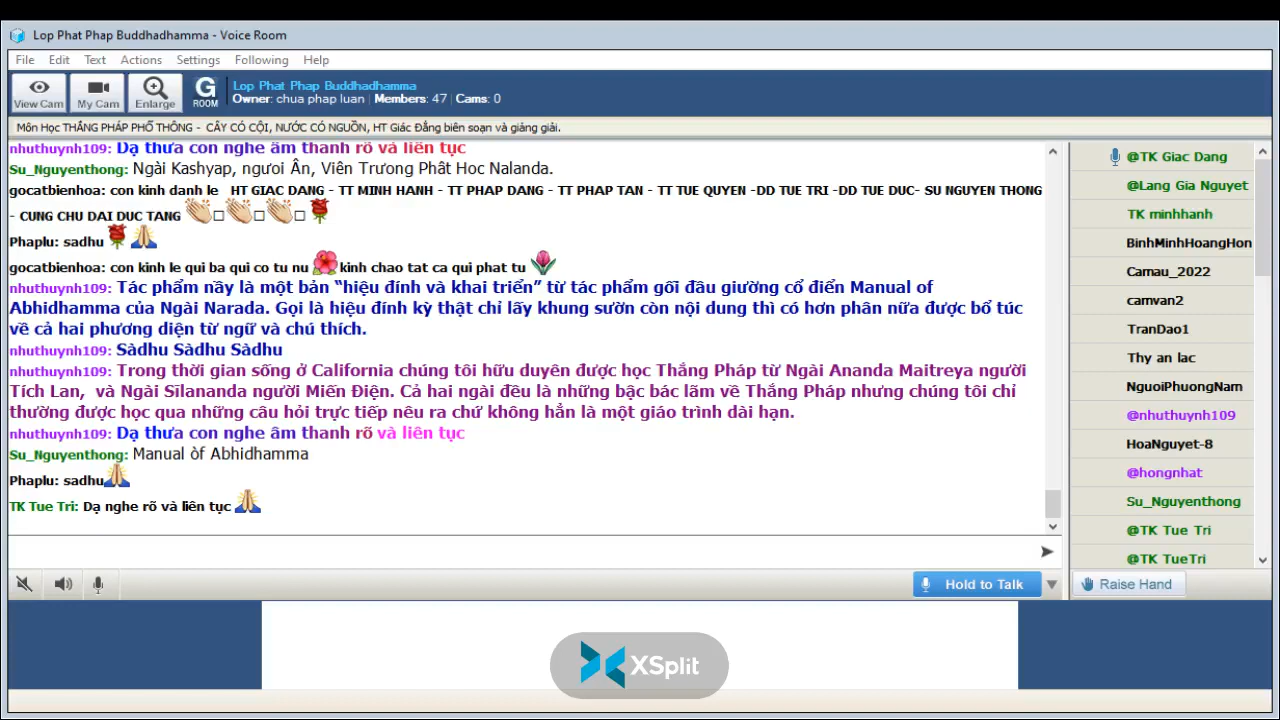 Lop Phat Phap Buddhadhamma - Voice Room
File Edit Text Actions Settings Following Help
View Cam My Cam Enlarge G ROOM
Lop Phat Phap Buddhadhamma
Owner: chua phap luan | Members: 47 | Cams: 0
Môn Học THẮNG PHÁP PHỔ THÔNG - CÂY CÓ CỘI, NƯỚC CÓ NGUỒN, HT Giác Đẳng biên soạn và giảng giải.
nhuthuynh109: Dạ thưa con nghe âm thanh rõ và liên tục
Su_Nguyenthong: Ngài Kashyap, ngươi Ân, Viên Trưong Phât Hoc Nalanda.
gocatbienhoa: con kinh danh le HT GIAC DANG - TT MINH HANH - TT PHAP DANG - TT PHAP TAN - TT TUE QUYEN -DD TUE TRI -DD TUE DUC- SU NGUYEN THONG
- CUNG CHU DAI DUC TANG 👏□👏□👏□ 🌹
Phaplu: sadhu 🌹🙏
gocatbienhoa: con kinh le qui ba qui co tu nu 🌺 kinh chao tat ca qui phat tu 🌷
nhuthuynh109: Tác phẩm nầy là một bản “hiệu đính và khai triển” từ tác phẩm gối đầu giường cổ điển Manual of
Abhidhamma của Ngài Narada. Gọi là hiệu đính kỳ thật chỉ lấy khung sườn còn nội dung thì có hơn phân nữa được bổ túc
về cả hai phương diện từ ngữ và chú thích.
nhuthuynh109: Sàdhu Sàdhu Sàdhu
nhuthuynh109: Trong thời gian sống ở California chúng tôi hữu duyên được học Thắng Pháp từ Ngài Ananda Maitreya người
Tích Lan, và Ngài Sīlananda người Miến Điện. Cả hai ngài đều là những bậc bác lãm về Thắng Pháp nhưng chúng tôi chỉ
thường được học qua những câu hỏi trực tiếp nêu ra chứ không hẳn là một giáo trình dài hạn.
nhuthuynh109: Dạ thưa con nghe âm thanh rõ và liên tục
Su_Nguyenthong: Manual òf Abhidhamma
Phaplu: sadhu🙏
TK Tue Tri: Dạ nghe rõ và liên tục 🙏
@TK Giac Dang
@Lang Gia Nguyet
TK minhhanh
BinhMinhHoangHon
Camau_2022
camvan2
TranDao1
Thy an lac
NguoiPhuongNam
@nhuthuynh109
HoaNguyet-8
@hongnhat
Su_Nguyenthong
@TK Tue Tri
@TK TueTri
Hold to Talk
Raise Hand
XSplit